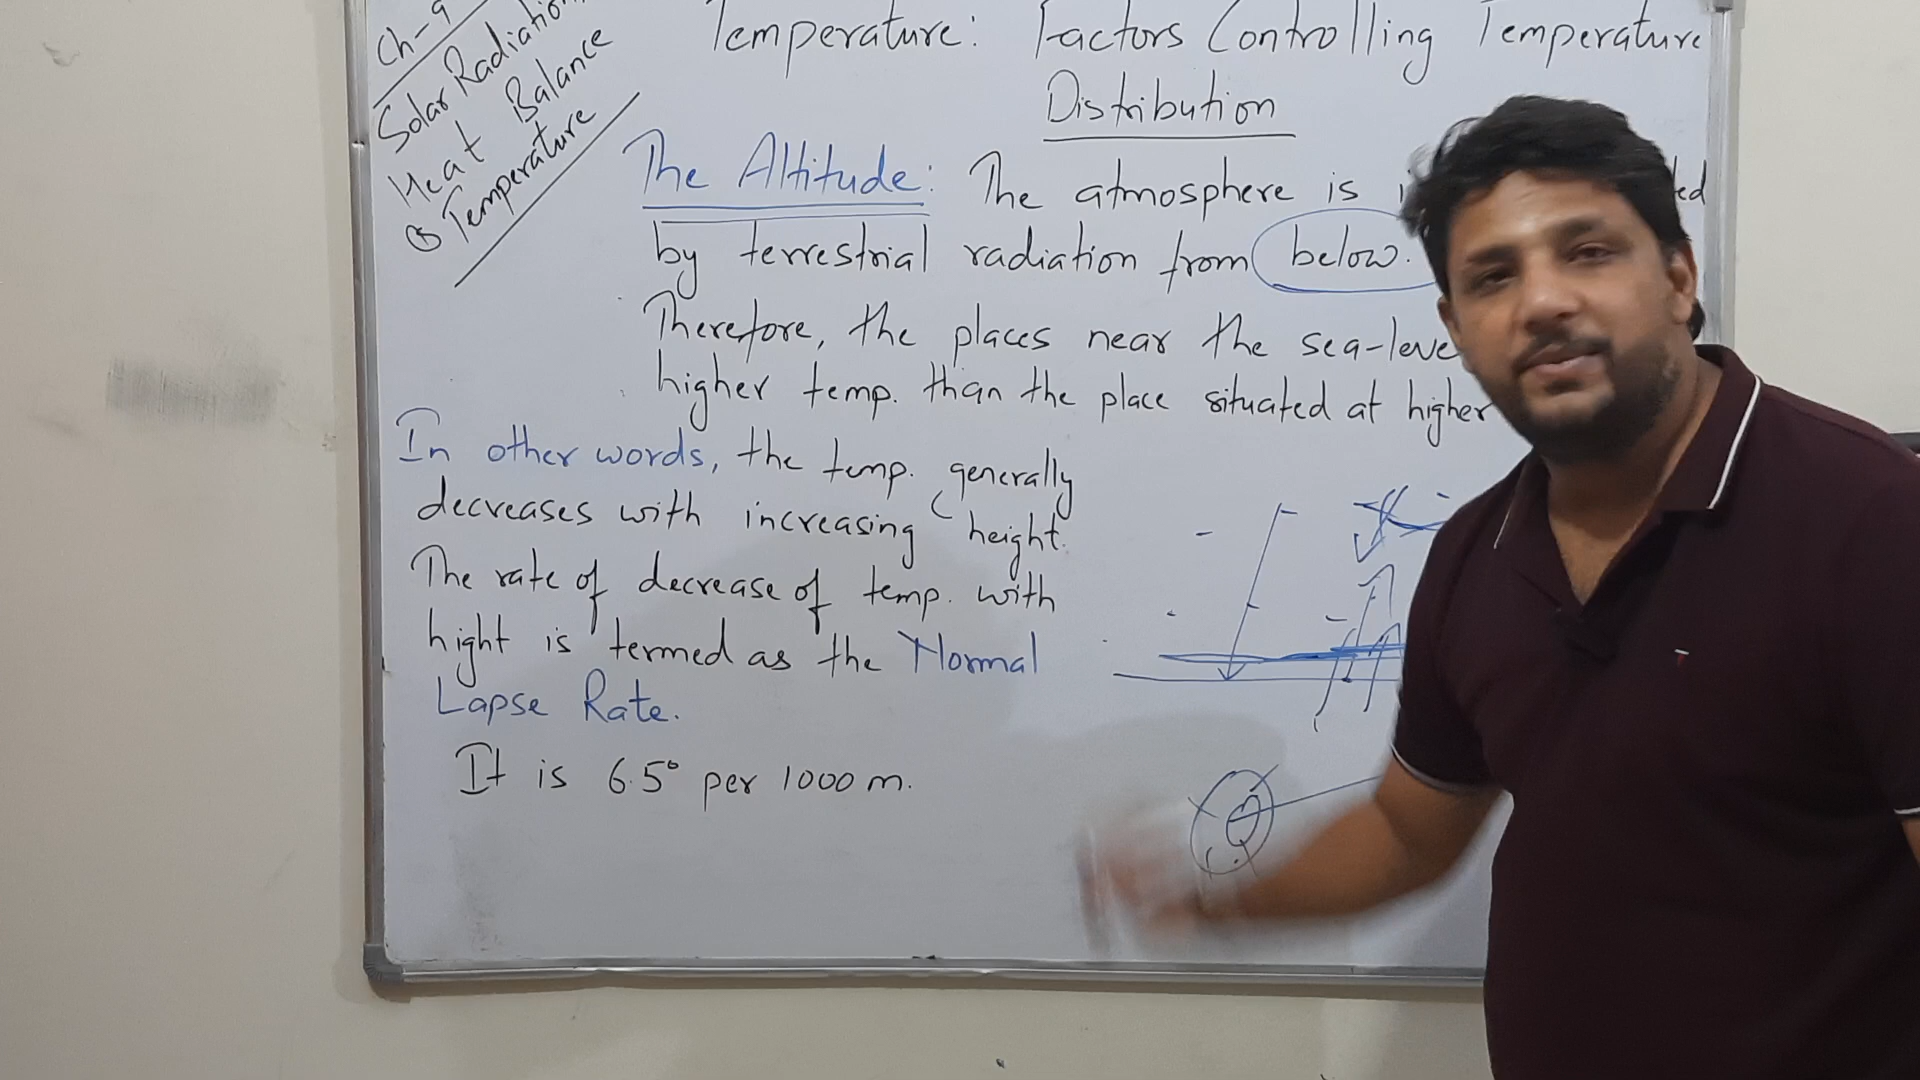 Ch-9
Solar Radiation,
Heat Balance
& Temperature
Temperature: Factors Controlling Temperature
Distribution
The Altitude: The atmosphere is
by terrestrial radiation from below.
Therefore, the places near the sea-leve
higher temp. than the place situated at higher
In other words, the temp. generally
decreases with increasing height.
The rate of decrease of temp. with
hight is termed as the Normal
Lapse Rate.
It is 6.5° per 1000 m.